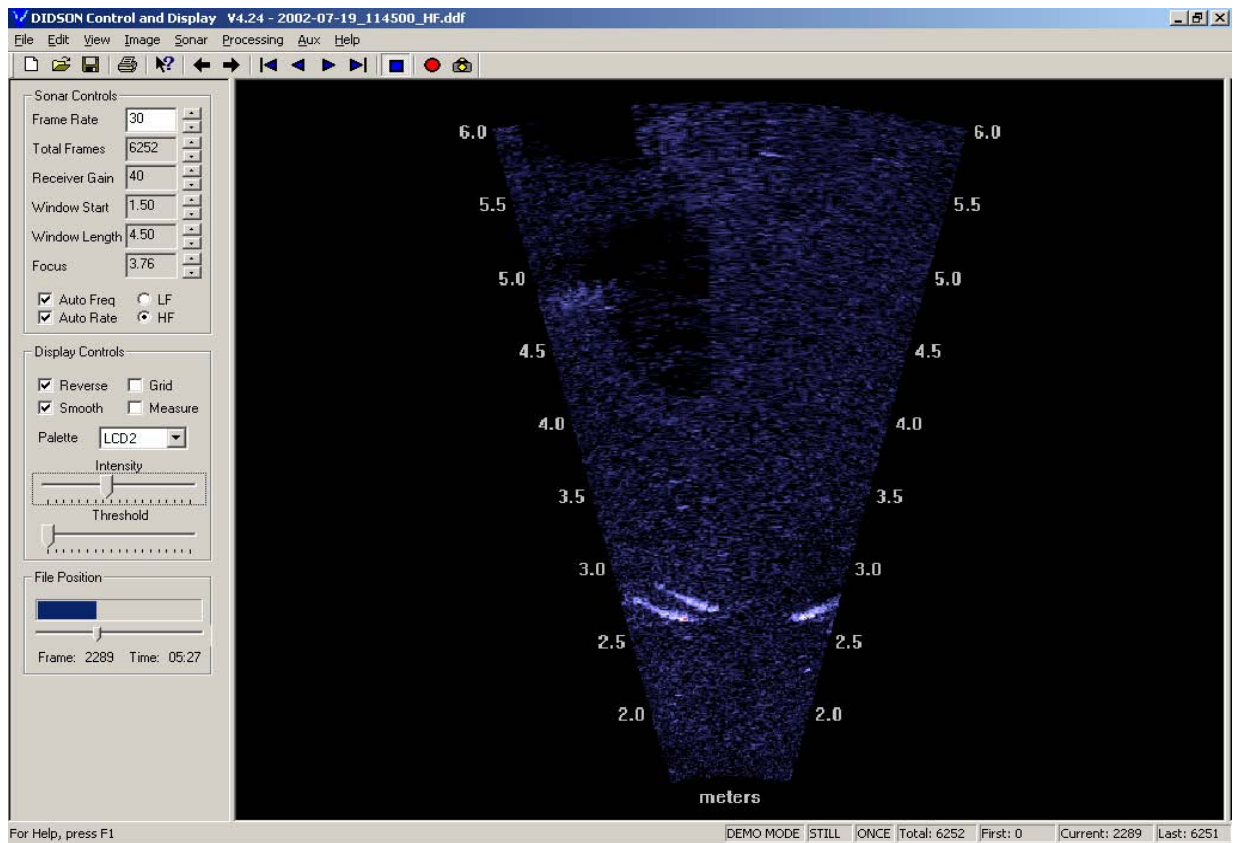 DIDSON Control and Display V4.24 - 2002-07-19_114500_HF.ddf
File Edit View Image Sonar Processing Aux Help
Sonar Controls
Frame Rate 30
Total Frames 6252
Receiver Gain 40
Window Start 1.50
Window Length 4.50
Focus 3.76
Auto Freq LF
Auto Rate HF
Display Controls
Reverse Grid
Smooth Measure
Palette LCD2
Intensity
Threshold
File Position
Frame: 2289 Time: 05:27
6.0 6.0
5.5 5.5
5.0 5.0
4.5 4.5
4.0 4.0
3.5 3.5
3.0 3.0
2.5 2.5
2.0 2.0
meters
For Help, press F1 DEMO MODE STILL ONCE Total: 6252 First: 0 Current: 2289 Last: 6251